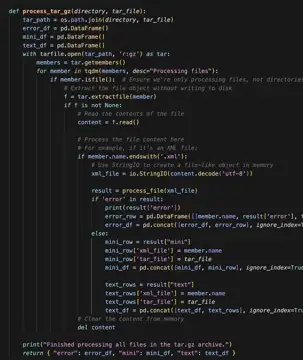 def process_tar_gz(directory, tar_file):
tar_path = os.path.join(directory, tar_file)
error_df = pd.DataFrame()
mini_df = pd.DataFrame()
text_df = pd.DataFrame()
with tarfile.open(tar_path, 'r:gz') as tar:
members = tar.getmembers()
for member in tqdm(members, desc="Processing files"):
if member.isfile():  # Ensure we're only processing files, not directories
# Extract the file object without writing to disk
f = tar.extractfile(member)
if f is not None:
# Read the contents of the file
content = f.read()
# Process the file content here
# For example, if it's an XML file:
if member.name.endswith('.xml'):
# Use StringIO to create a file-like object in memory
xml_file = io.StringIO(content.decode('utf-8'))
result = process_file(xml_file)
if 'error' in result:
print(result['error'])
error_row = pd.DataFrame([[member.name, result['error'],
error_df = pd.concat([error_df, error_row], ignore_index=
else:
mini_row = result["mini"]
mini_row['xml_file'] = member.name
mini_row['tar_file'] = tar_file
mini_df = pd.concat([mini_df, mini_row], ignore_index=
text_rows = result["text"]
text_rows['xml_file'] = member.name
text_rows['tar_file'] = tar_file
text_df = pd.concat([text_df, text_rows], ignore_index=
# Clear the content from memory
del content
print("Finished processing all files in the tar.gz archive.")
return { "error": error_df, "mini": mini_df, "text": text_df }